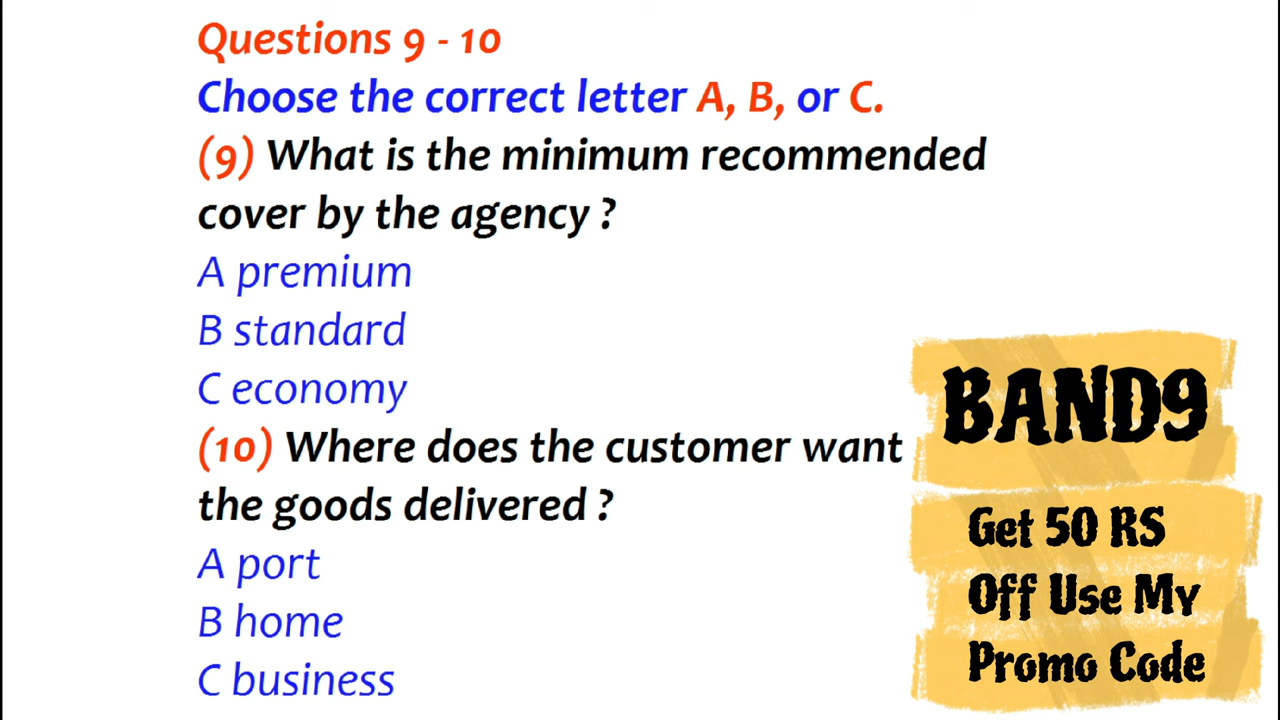 Questions 9 - 10
Choose the correct letter A, B, or C.
(9) What is the minimum recommended
cover by the agency ?
A premium
B standard
C economy
(10) Where does the customer want
the goods delivered ?
A port
B home
C business
BAND9
Get 50 RS
Off Use My
Promo Code